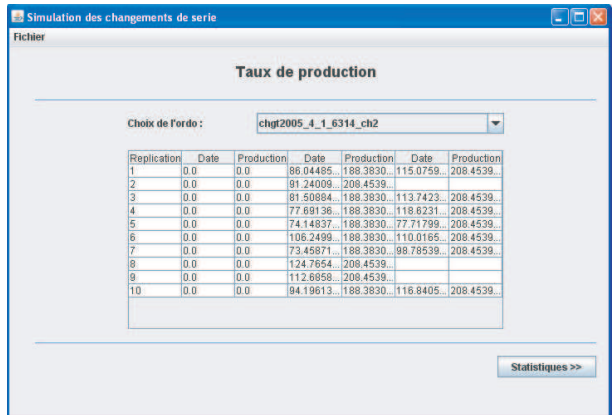 Simulation des changements de serie
Fichier
Taux de production
Choix de l'ordo : chgt2005_4_1_6314_ch2
Replication Date Production Date Production Date Production
1 0.0 0.0 86.04485... 188.3830... 115.0759... 208.4539...
2 0.0 0.0 91.24009... 208.4539...
3 0.0 0.0 81.50884... 188.3830... 113.7423... 208.4539...
4 0.0 0.0 77.69136... 188.3830... 118.6231... 208.4539...
5 0.0 0.0 74.14837... 188.3830... 77.71799... 208.4539...
6 0.0 0.0 106.2499... 188.3830... 110.0165... 208.4539...
7 0.0 0.0 73.45871... 188.3830... 98.78539... 208.4539...
8 0.0 0.0 124.7654... 208.4539...
9 0.0 0.0 112.6858... 208.4539...
10 0.0 0.0 94.19613... 188.3830... 116.8405... 208.4539...
Statistiques >>